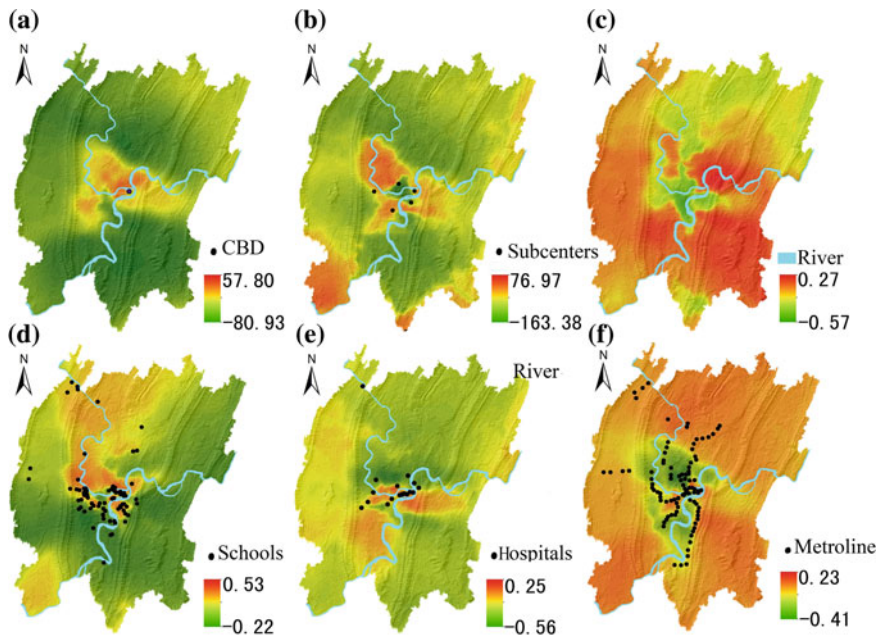 (a)
N
CBD
57.80
-80.93
(b)
N
Subcenters
76.97
-163.38
(c)
N
River
0.27
-0.57
(d)
N
Schools
0.53
-0.22
(e)
N
River
Hospitals
0.25
-0.56
(f)
N
Metroline
0.23
-0.41